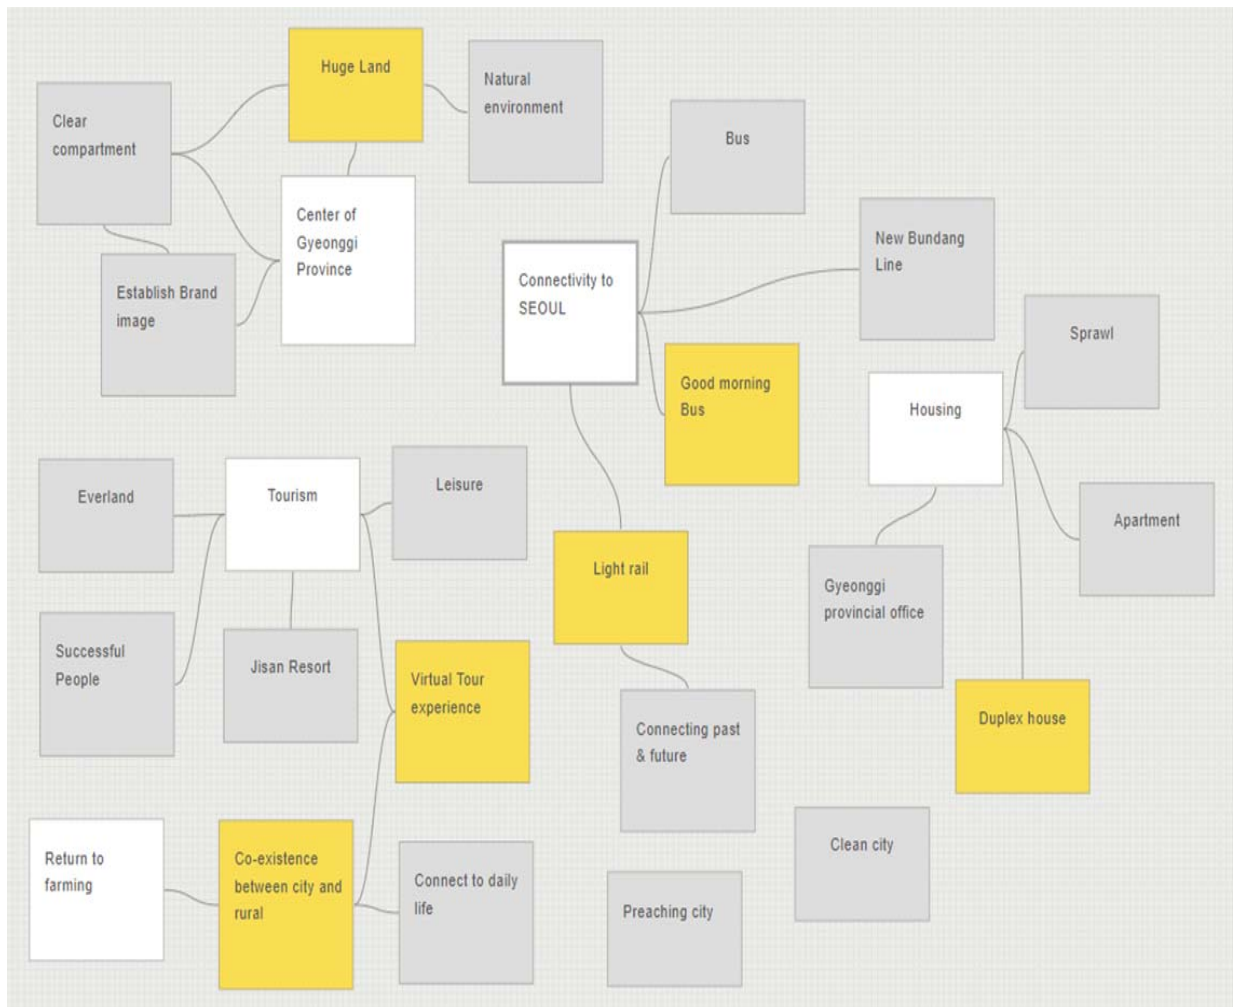 Huge Land
Natural
environment
Clear
compartment
Bus
Center of
Gyeonggi
Province
New Bundang
Line
Connectivity to
SEOUL
Establish Brand
image
Sprawl
Good morning
Bus
Housing
Everland
Tourism
Leisure
Apartment
Light rail
Gyeonggi
provincial office
Successful
People
Jisan Resort
Virtual Tour
experience
Connecting past
& future
Duplex house
Return to
farming
Co-existence
between city and
rural
Connect to daily
life
Clean city
Preaching city